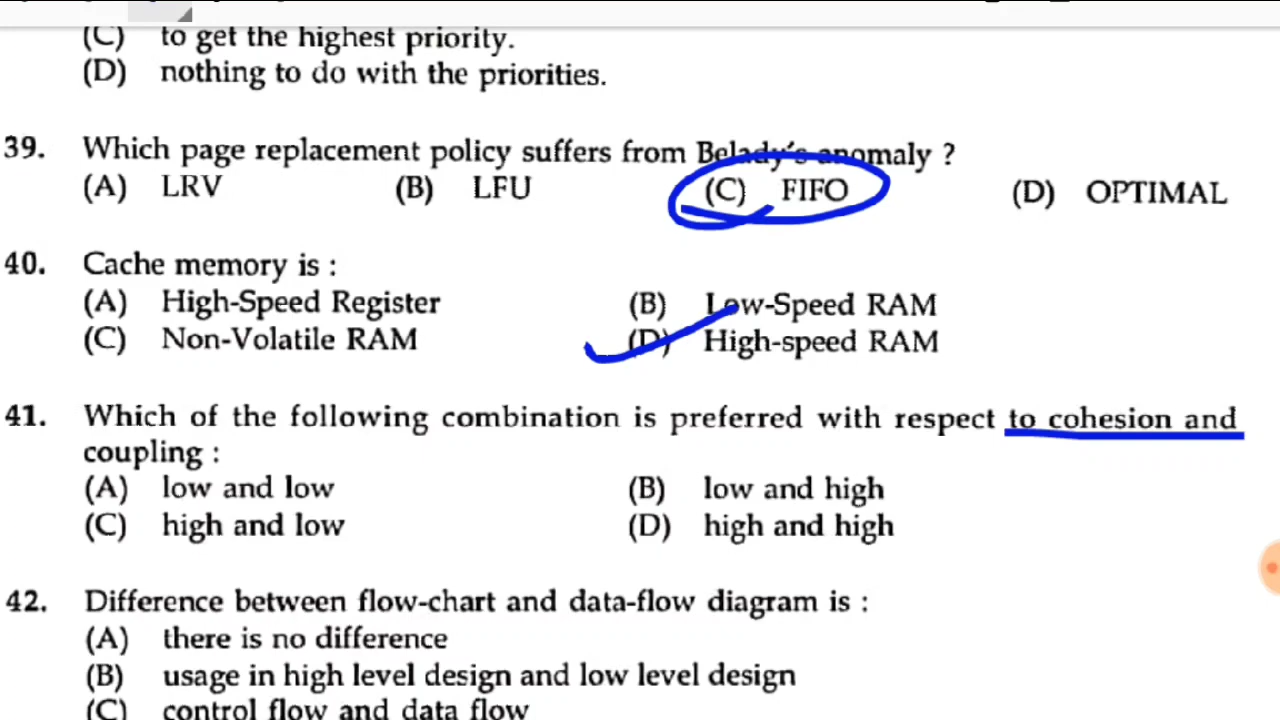 (C) to get the highest priority.
(D) nothing to do with the priorities.
39. Which page replacement policy suffers from Belady's anomaly ?
(A) LRV (B) LFU (C) FIFO (D) OPTIMAL
40. Cache memory is :
(A) High-Speed Register (B) Low-Speed RAM
(C) Non-Volatile RAM (D) High-speed RAM
41. Which of the following combination is preferred with respect to cohesion and
coupling :
(A) low and low (B) low and high
(C) high and low (D) high and high
42. Difference between flow-chart and data-flow diagram is :
(A) there is no difference
(B) usage in high level design and low level design
(C) control flow and data flow